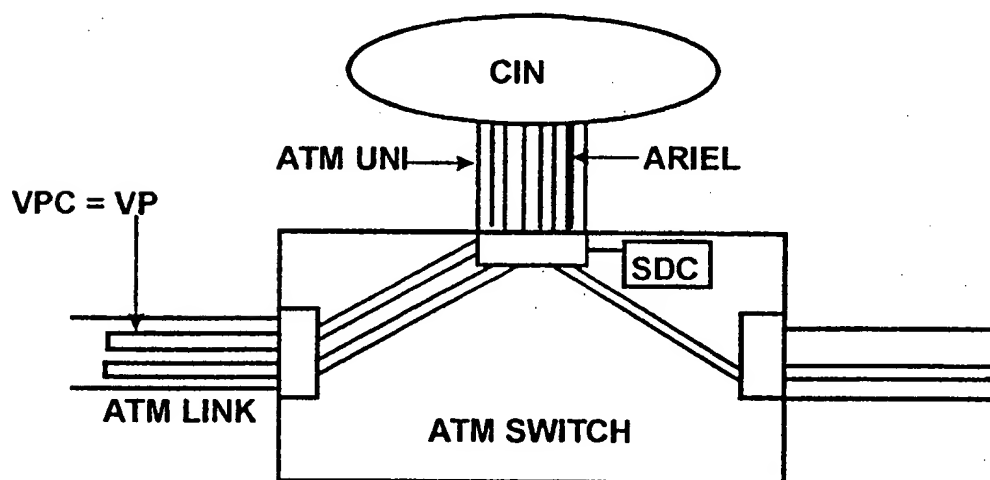 CIN
ATM UNI
ARIEL
VPC = VP
SDC
ATM LINK
ATM SWITCH